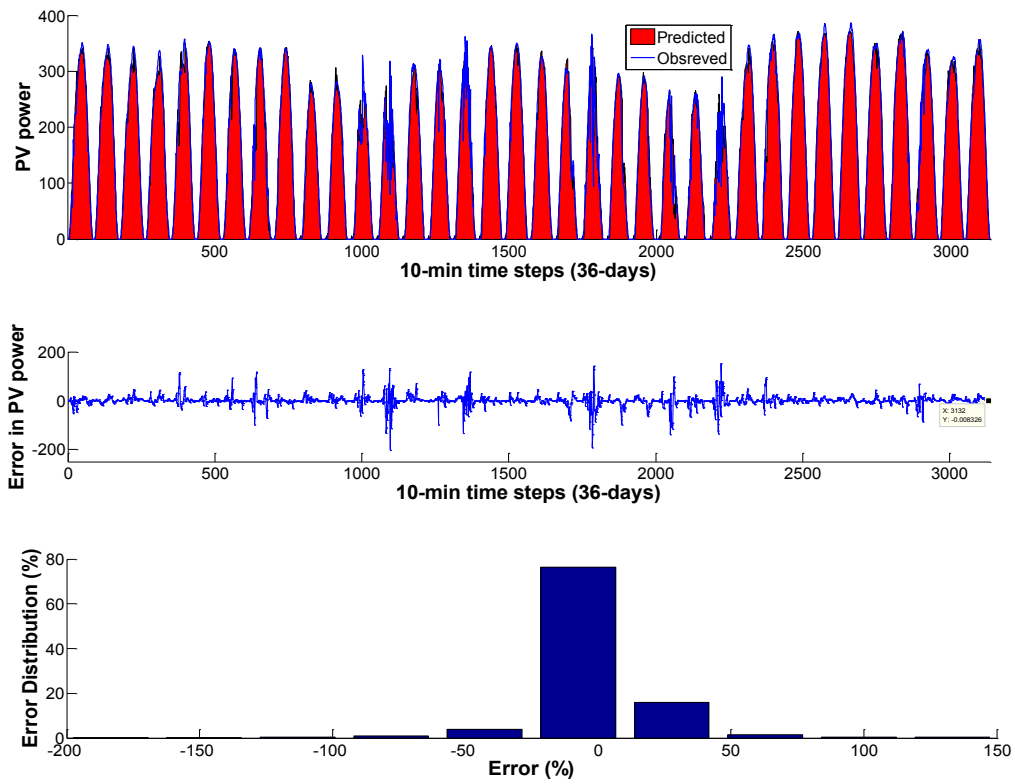 400
300
200
100
0
PV power
Predicted
Obsreved
500 1000 1500 2000 2500 3000
10-min time steps (36-days)
200
0
-200
Error in PV power
X: 3132
Y: -0.008326
0 500 1000 1500 2000 2500 3000
10-min time steps (36-days)
80
60
40
20
0
Error Distribution (%)
-200 -100 -50 0 50 100 150
Error (%)